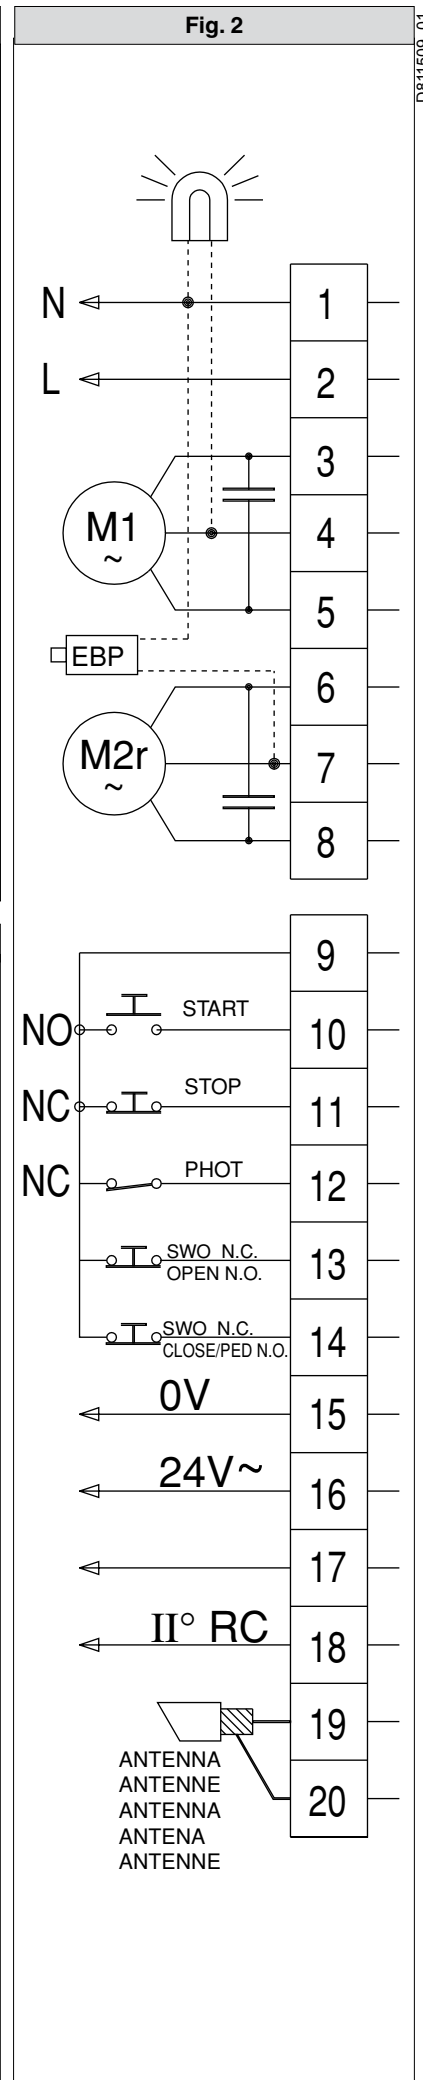 Fig. 2
D811509_01
N
1
L
2
3
M1
~
4
5
EBP
6
M2r
~
7
8
9
NO
START
10
NC
STOP
11
NC
PHOT
12
SWO N.C.
OPEN N.O.
13
SWO N.C.
CLOSE/PED N.O.
14
0V
15
24V~
16
17
II° RC
18
19
20
ANTENNA
ANTENNE
ANTENNA
ANTENA
ANTENNE